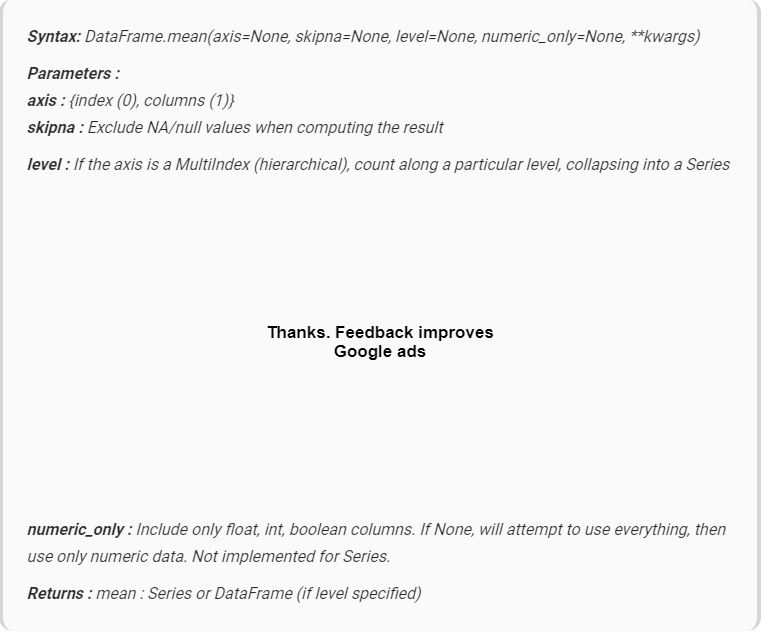 Syntax: DataFrame.mean(axis=None, skipna=None, level=None, numeric_only=None, **kwargs)
Parameters :
axis : {index (0), columns (1)}
skipna : Exclude NA/null values when computing the result
level : If the axis is a MultiIndex (hierarchical), count along a particular level, collapsing into a Series
Thanks. Feedback improves
Google ads
numeric_only : Include only float, int, boolean columns. If None, will attempt to use everything, then
use only numeric data. Not implemented for Series.
Returns : mean : Series or DataFrame (if level specified)